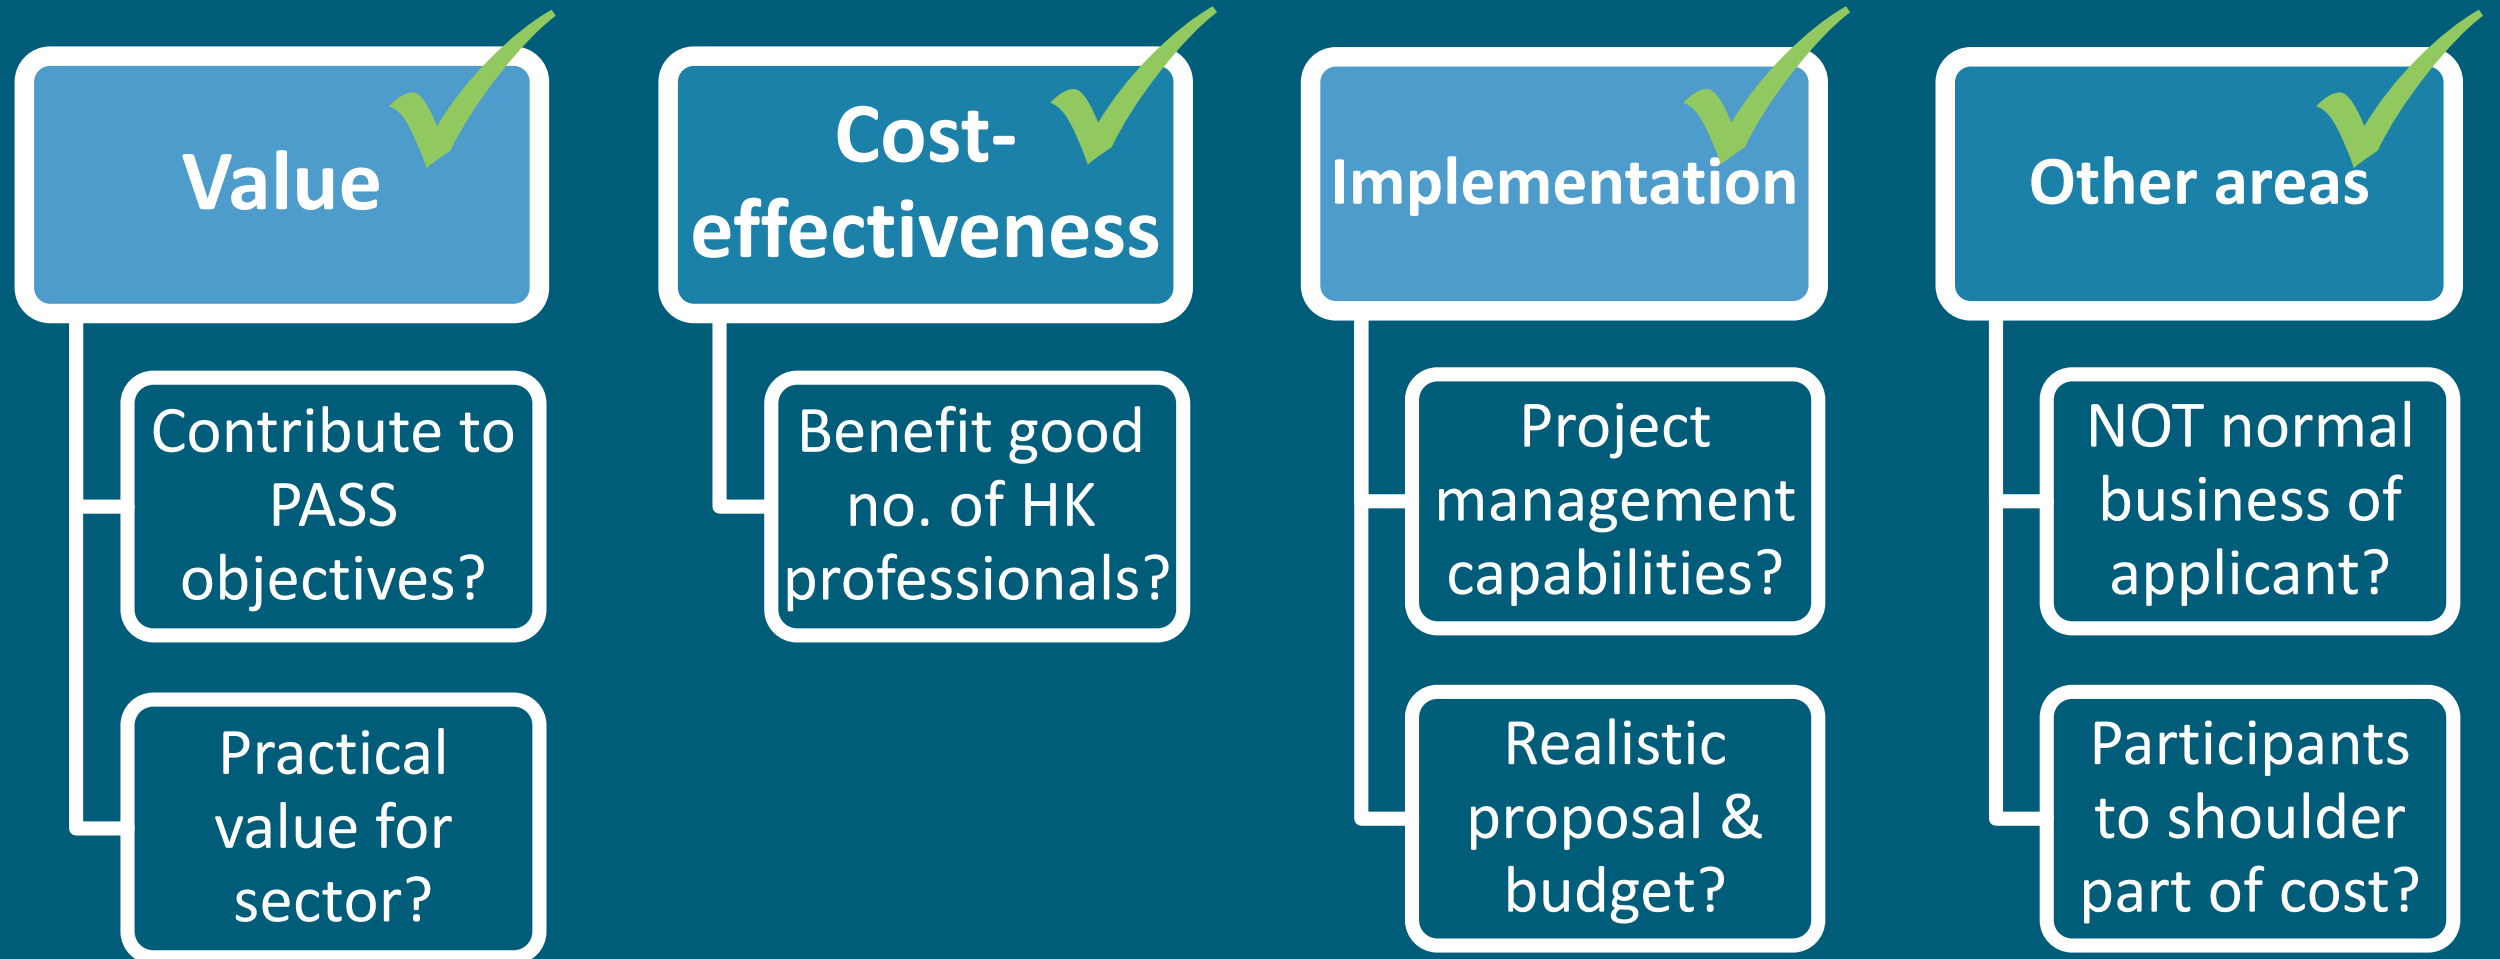 Value
Contribute to
PASS
objectives?
Practical
value for
sector?
Cost-
effectiveness
Benefit good
no. of HK
professionals?
Implementation
Project
management
capabilities?
Realistic
proposal &
budget?
Other areas
NOT normal
business of
applicant?
Participants
to shoulder
part of cost?